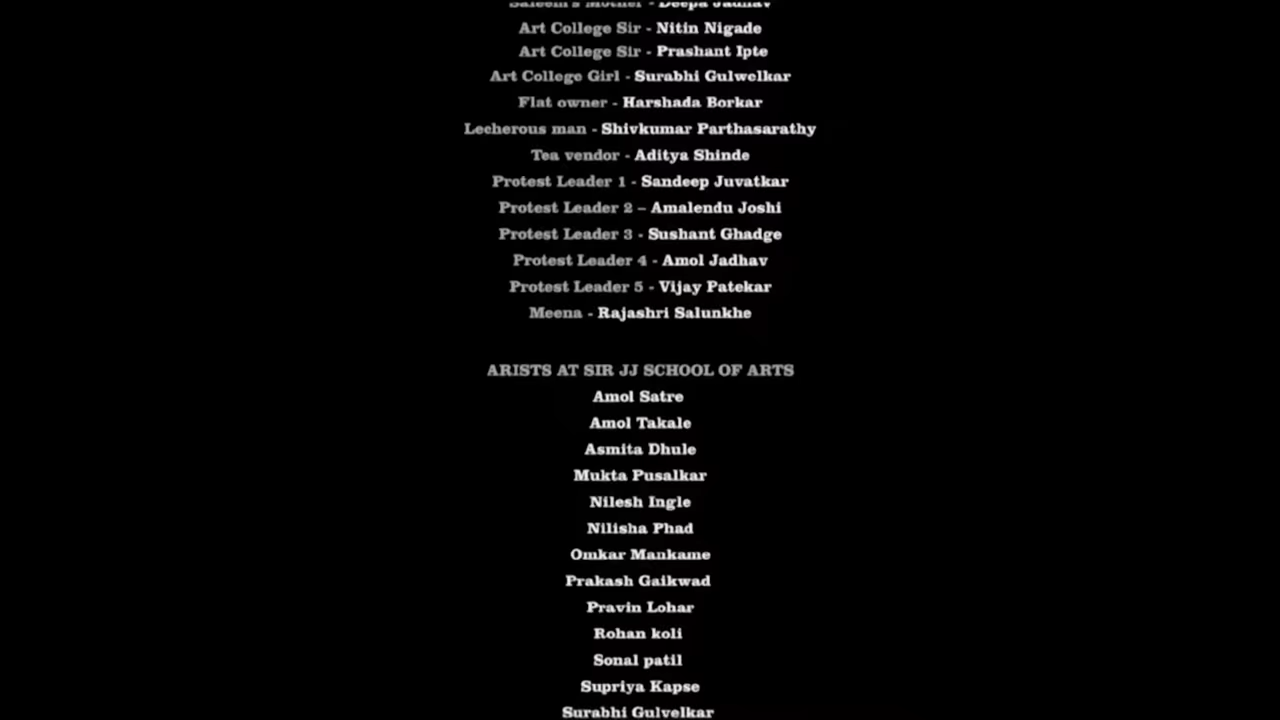 Saleem's Mother - Deepa Jadhav
Art College Sir - Nitin Nigade
Art College Sir - Prashant Ipte
Art College Girl - Surabhi Gulwelkar
Flat owner - Harshada Borkar
Lecherous man - Shivkumar Parthasarathy
Tea vendor - Aditya Shinde
Protest Leader 1 - Sandeep Juvatkar
Protest Leader 2 – Amalendu Joshi
Protest Leader 3 - Sushant Ghadge
Protest Leader 4 - Amol Jadhav
Protest Leader 5 - Vijay Patekar
Meena - Rajashri Salunkhe
ARISTS AT SIR JJ SCHOOL OF ARTS
Amol Satre
Amol Takale
Asmita Dhule
Mukta Pusalkar
Nilesh Ingle
Nilisha Phad
Omkar Mankame
Prakash Gaikwad
Pravin Lohar
Rohan koli
Sonal patil
Supriya Kapse
Surabhi Gulvelkar